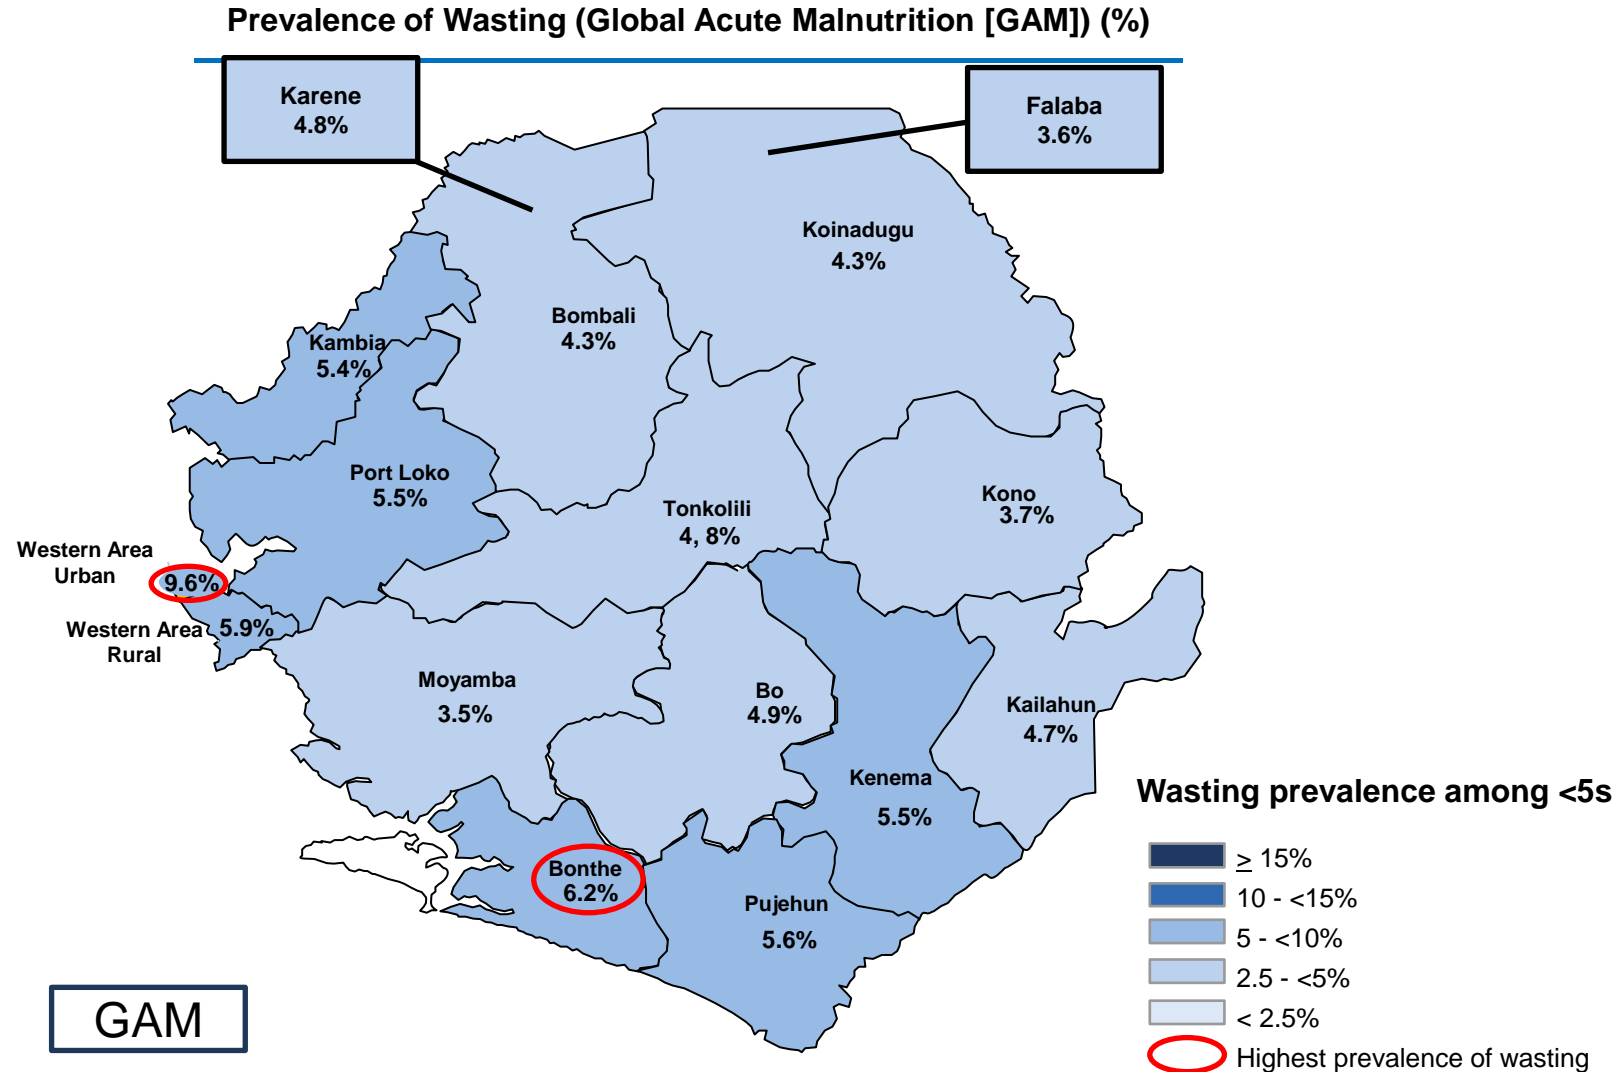 Prevalence of Wasting (Global Acute Malnutrition [GAM]) (%)
Karene
4.8%
Falaba
3.6%
Koinadugu
4.3%
Bombali
4.3%
Kambia
5.4%
Port Loko
5.5%
Kono
3.7%
Tonkolili
4, 8%
Western Area
Urban
9.6%
Western Area
Rural
5.9%
Moyamba
3.5%
Bo
4.9%
Kailahun
4.7%
Kenema
5.5%
Bonthe
6.2%
Pujehun
5.6%
GAM
Wasting prevalence among <5s
≥ 15%
10 - <15%
5 - <10%
2.5 - <5%
< 2.5%
Highest prevalence of wasting